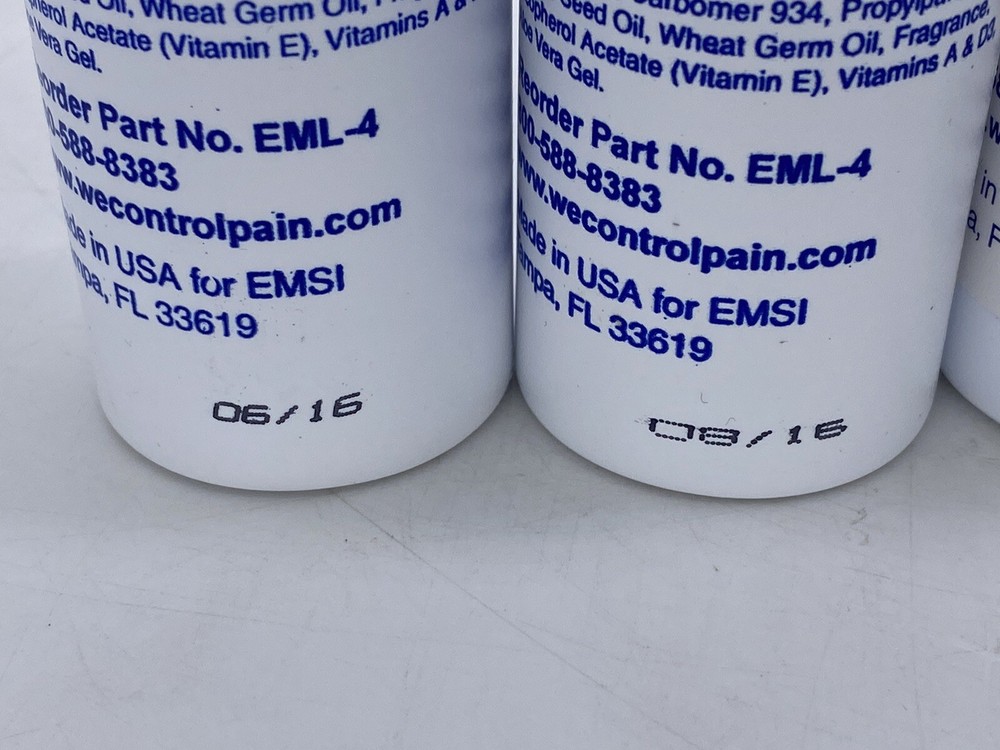 Oil, Wheat Germ Oil,
Acetate (Vitamin E), Vitamins A &
Vera Gel.
Part No. EML-4
588-8383
www.wecontrolpain.com
in USA for EMSI
FL 33619
06/16
934,
Seed Oil, Wheat Germ Oil, Fragrance,
Acetate (Vitamin E), Vitamins A & D3,
Vera Gel.
Reorder Part No. EML-4
588-8383
www.wecontrolpain.com
Made in USA for EMSI
FL 33619
08/16
in